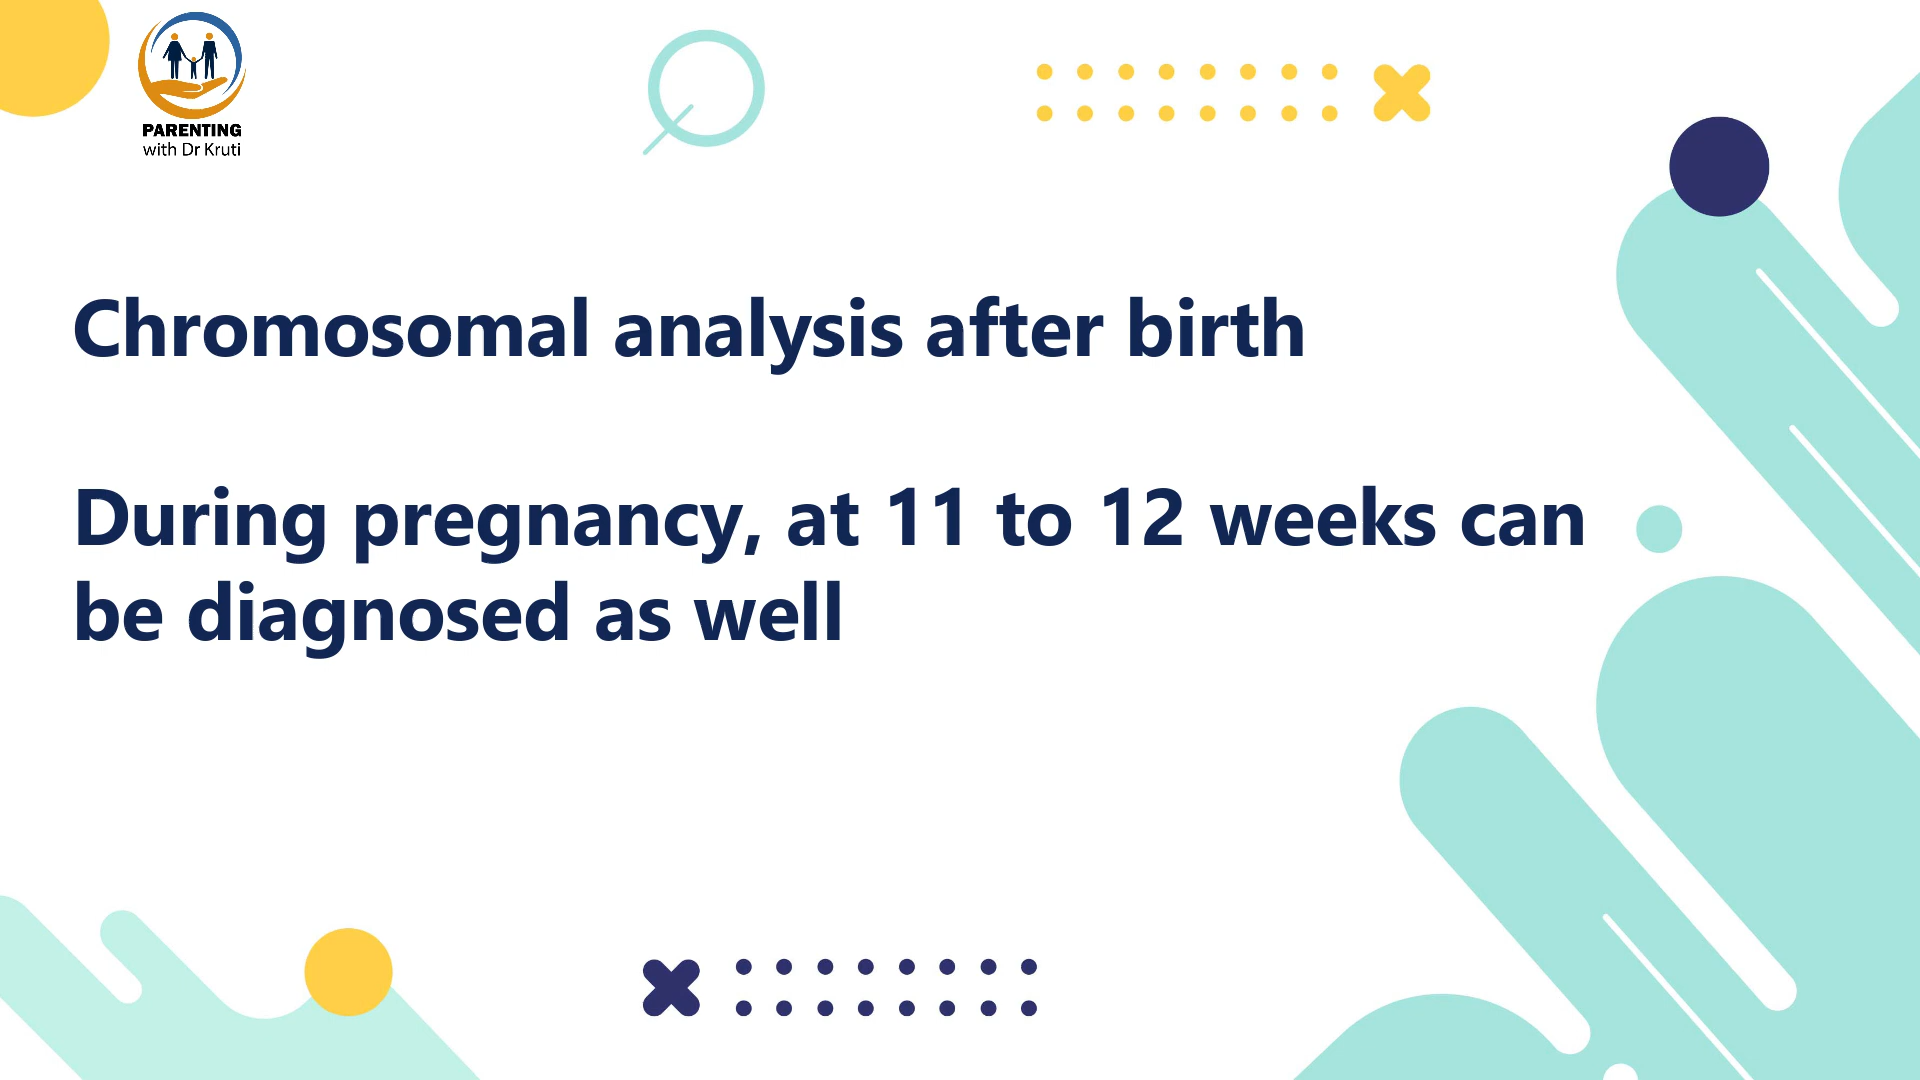 PARENTING
with Dr Kruti
Chromosomal analysis after birth
During pregnancy, at 11 to 12 weeks can
be diagnosed as well